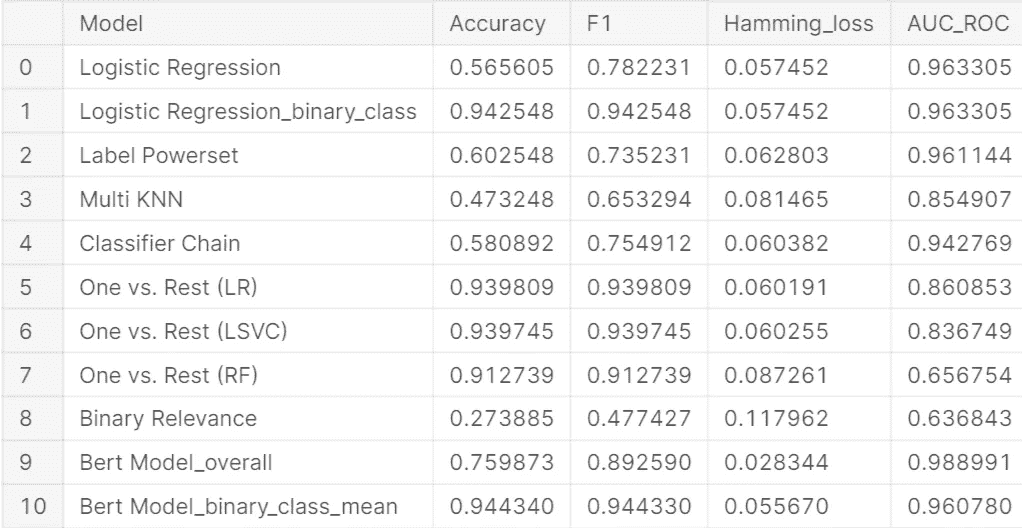 Model Accuracy F1 Hamming_loss AUC_ROC
0 Logistic Regression 0.565605 0.782231 0.057452 0.963305
1 Logistic Regression_binary_class 0.942548 0.942548 0.057452 0.963305
2 Label Powerset 0.602548 0.735231 0.062803 0.961144
3 Multi KNN 0.473248 0.653294 0.081465 0.854907
4 Classifier Chain 0.580892 0.754912 0.060382 0.942769
5 One vs. Rest (LR) 0.939809 0.939809 0.060191 0.860853
6 One vs. Rest (LSVC) 0.939745 0.939745 0.060255 0.836749
7 One vs. Rest (RF) 0.912739 0.912739 0.087261 0.656754
8 Binary Relevance 0.273885 0.477427 0.117962 0.636843
9 Bert Model_overall 0.759873 0.892590 0.028344 0.988991
10 Bert Model_binary_class_mean 0.944340 0.944330 0.055670 0.960780